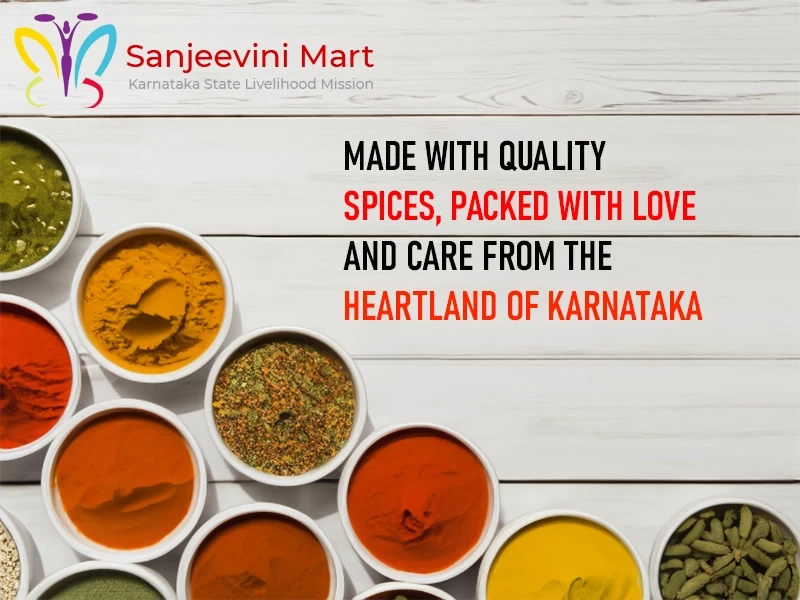 Sanjeevini Mart
Karnataka State Livelihood Mission
MADE WITH QUALITY
SPICES, PACKED WITH LOVE
AND CARE FROM THE
HEARTLAND OF KARNATAKA